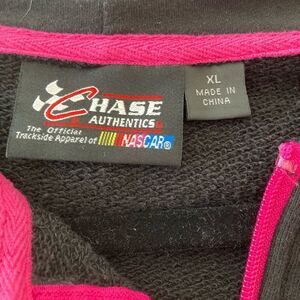 CHASE
AUTHENTICS
The Official
Trackside Apparel of NASCAR®
XL
MADE IN
CHINA